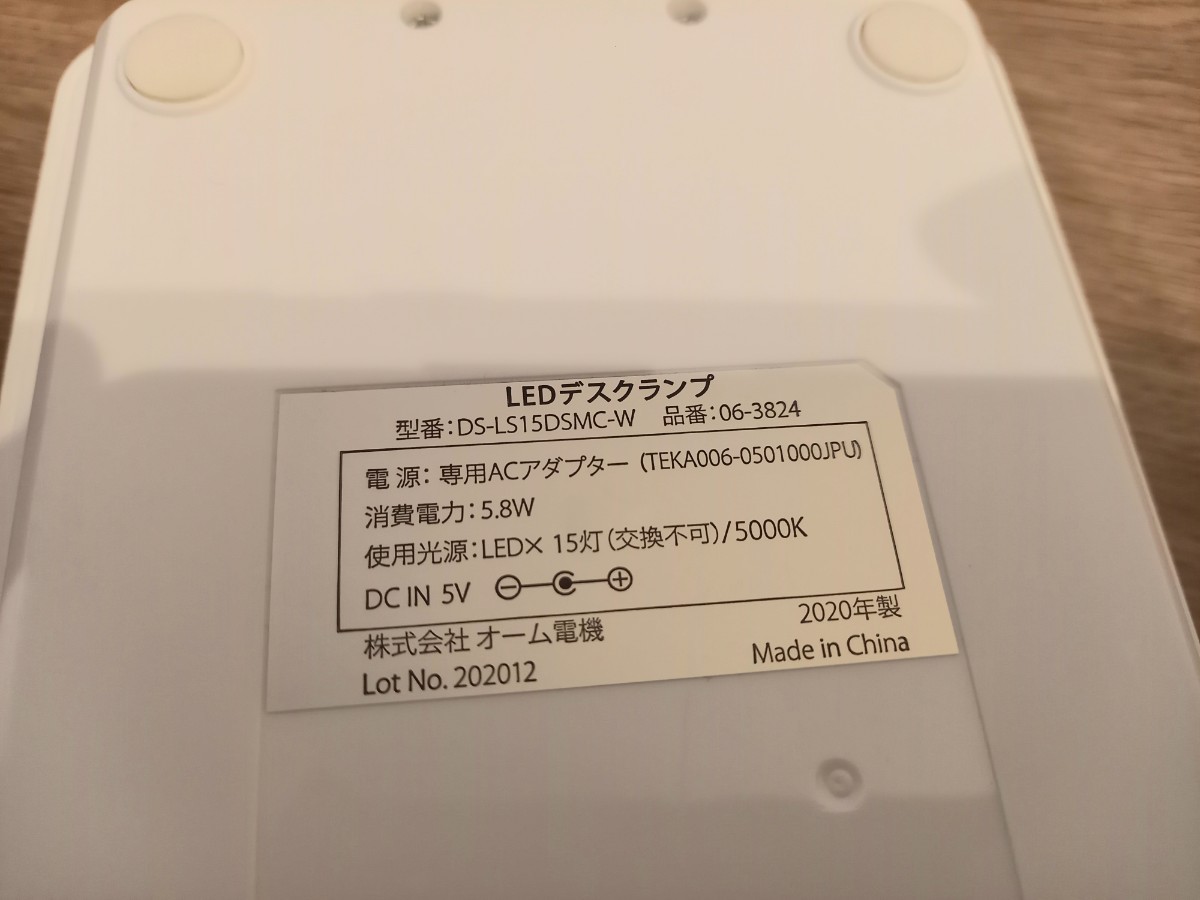 LEDデスクランプ
型番:DS-LS15DSMC-W 品番:06-3824
電源: 専用ACアダプター (TEKA006-0501000JPU)
消費電力:5.8W
使用光源:LED× 15灯(交換不可)/5000K
DC IN 5V
株式会社 オーム電機
2020年製
Lot No. 202012
Made in China